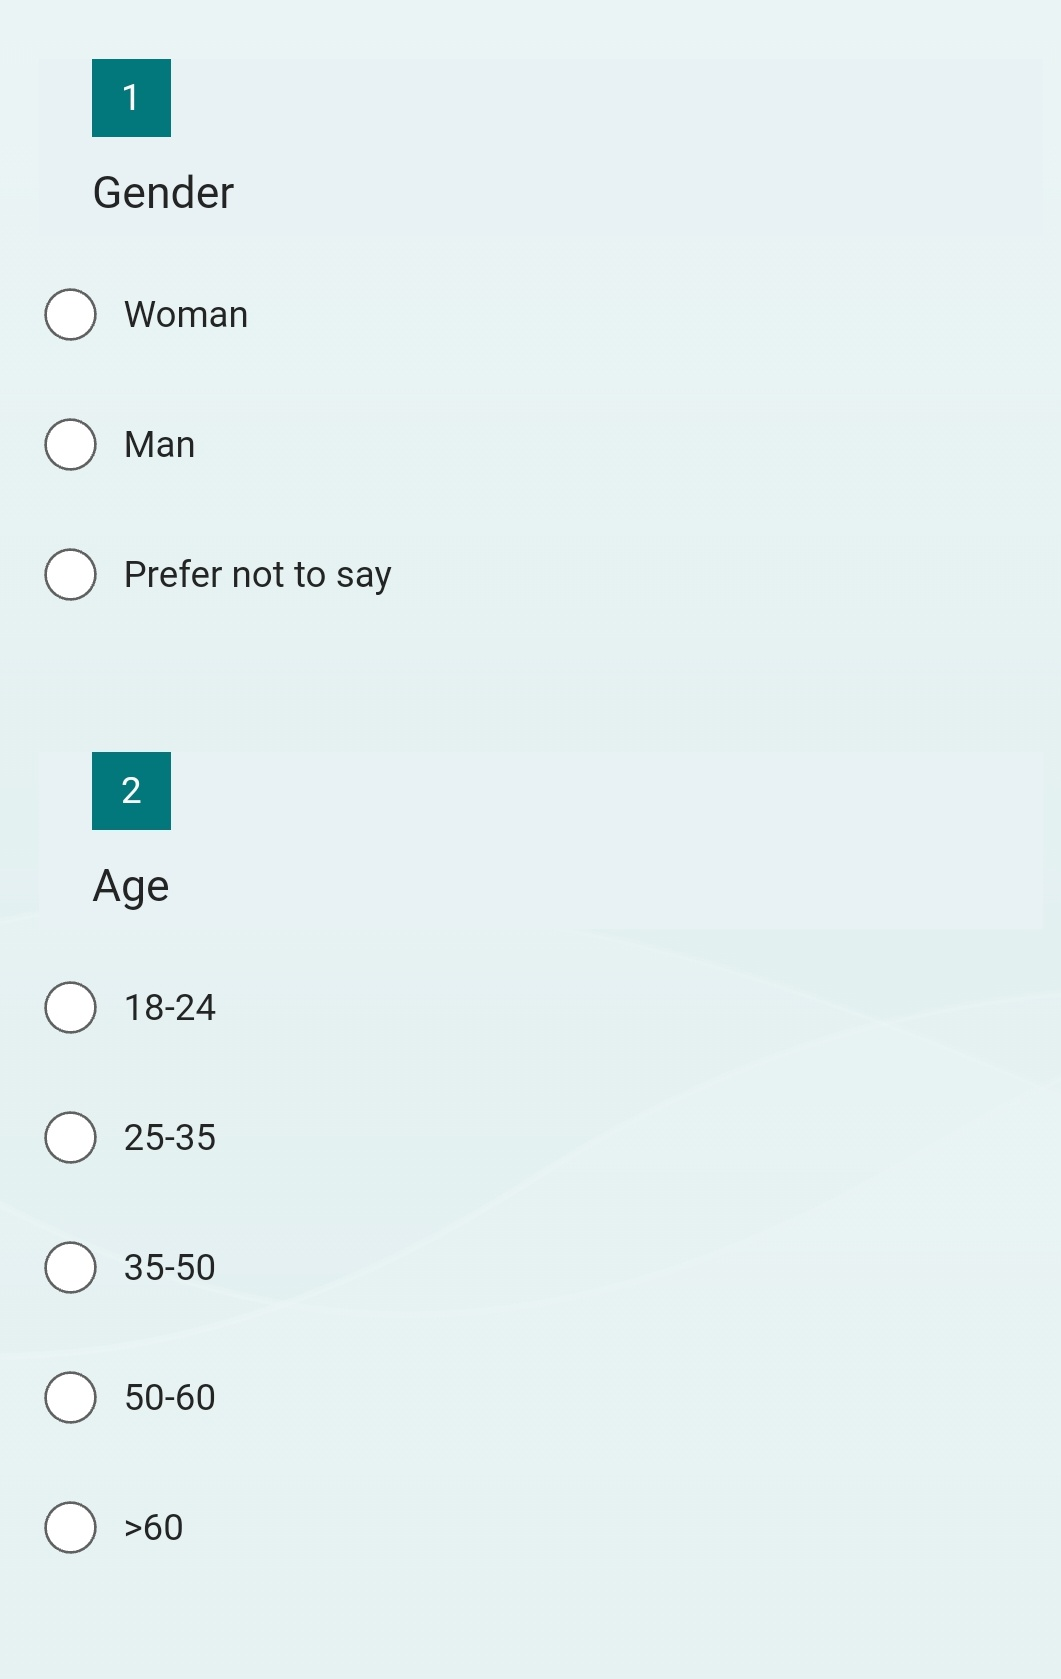 1
Gender
Woman
Man
Prefer not to say
2
Age
18-24
25-35
35-50
50-60
>60